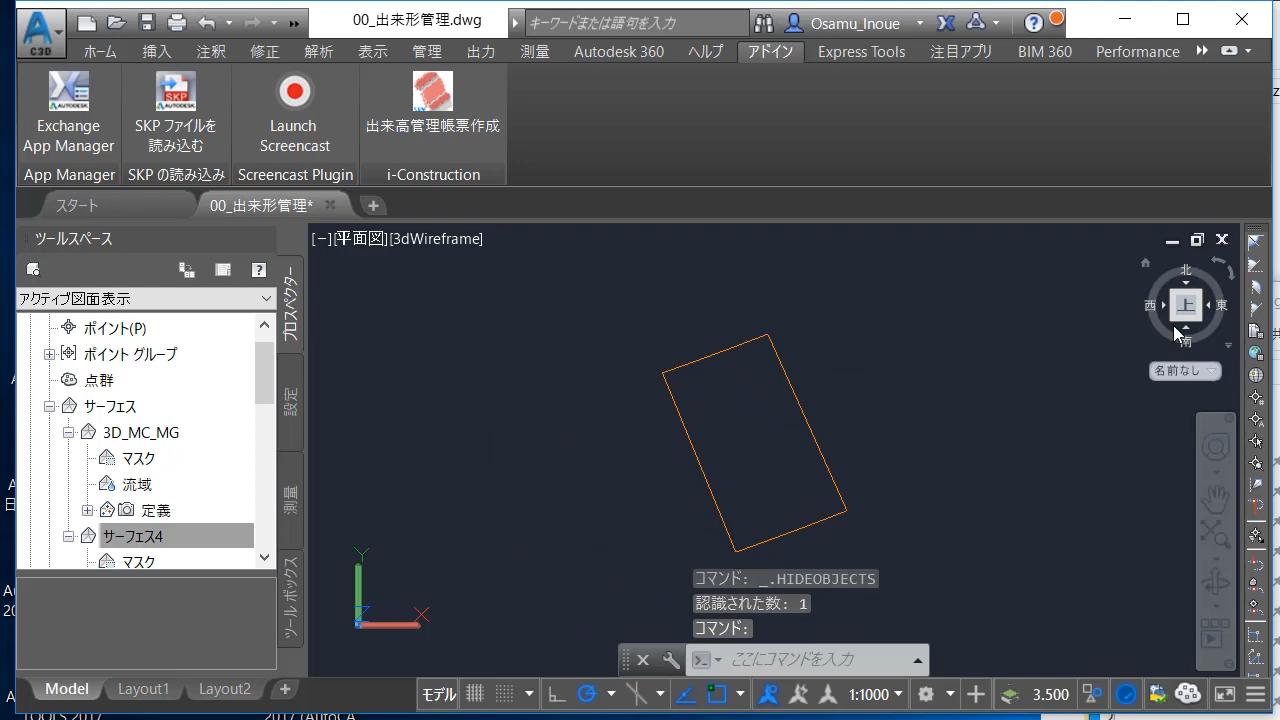 00_出来形管理.dwg
キーワードまたは語句を入力
Osamu_Inoue
C3D
ホーム 挿入 注釈 修正 解析 表示 管理 出力 測量 Autodesk 360 ヘルプ アドイン Express Tools 注目アプリ BIM 360 Performance
Exchange App Manager
SKP ファイルを読み込む
Launch Screencast
出来高管理帳票作成
App Manager SKP の読み込み Screencast Plugin i-Construction
スタート 00_出来形管理*
ツールスペース
[−][平面図][3dWireframe]
アクティブ図面表示
プロスペクター
設定
測量
ツール ボックス
ポイント(P)
ポイント グループ
点群
サーフェス
3D_MC_MG
マスク
流域
定義
サーフェス4
マスク
北
西 上 東
南
名前なし
Y
X
コマンド: _.HIDEOBJECTS
認識された数: 1
コマンド:
ここにコマンドを入力
Model Layout1 Layout2
モデル 1:1000 3.500
TOOLS 2017 2017 (AutoCA